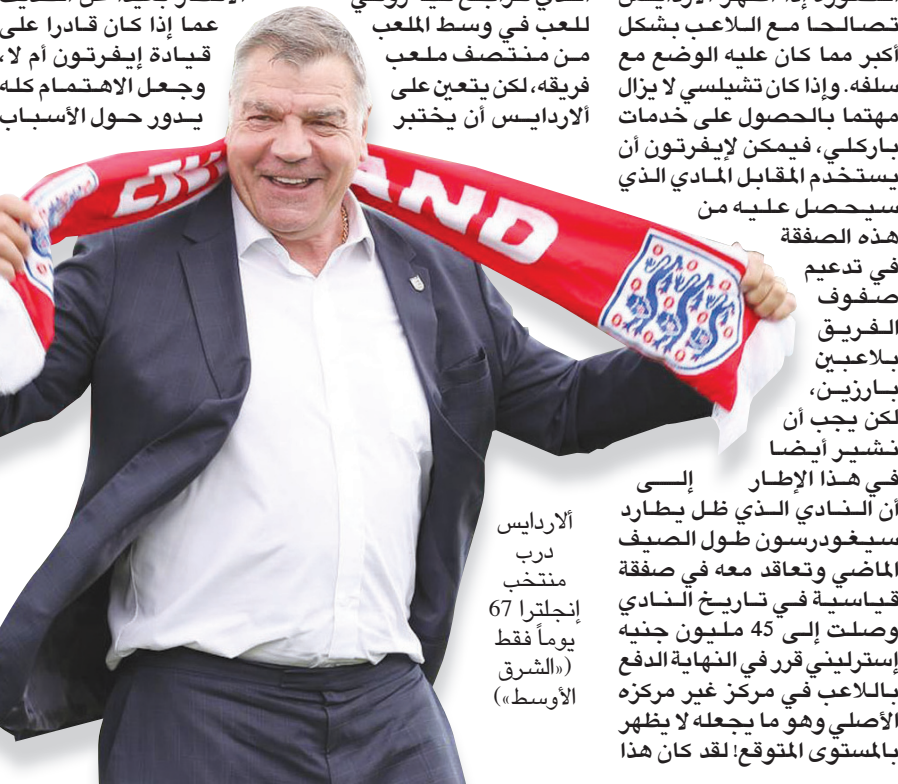 تصالحا مع اللاعب بشكل
أكبر مما كان عليه الوضع مع
سلفه. وإذا كان تشيلسي لا يزال
مهتما بالحصول على خدمات
باركلي، فيمكن لإيفرتون أن
يستخدم المقابل المادي الذي
سيحصل عليه من
هذه الصفقة
في تدعيم
صفوف
الفريق
بلاعبين
بارزين،
لكن يجب أن
نشير أيضا
في هذا الإطار إلى
أن النادي الذي ظل يطارد
سيغودرسون طول الصيف
الماضي وتعاقد معه في صفقة
قياسية في تاريخ النادي
وصلت إلى 45 مليون جنيه
إسترليني قرر في النهاية الدفع
باللاعب في مركز غير مركزه
الأصلي وهو ما يجعله لا يظهر
بالمستوى المتوقع! لقد كان هذا
للعب في وسط الملعب
من منتصف ملعب
فريقه، لكن يتعين على
ألاردايس أن يختبر
عما إذا كان قادرا على
قيادة إيفرتون أم لا،
وجعل الاهتمام كله
يدور حول الأسباب
ألاردايس
درب
منتخب
إنجلترا 67
يوماً فقط
(«الشرق
الأوسط»)
AND